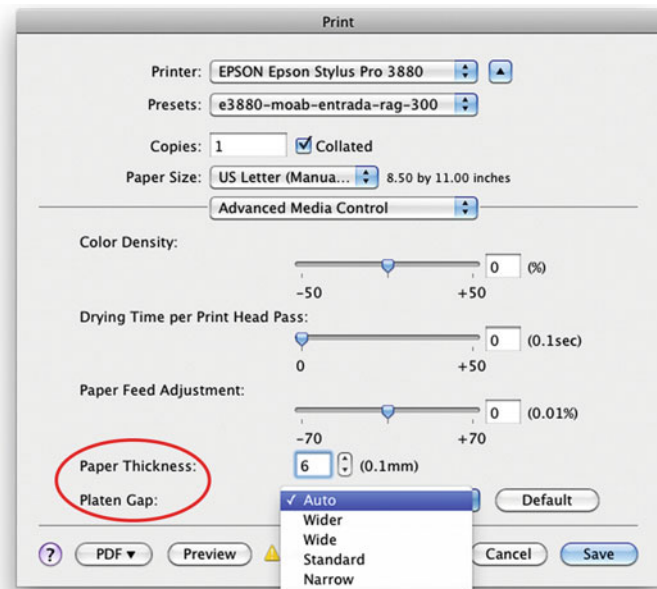 Print
Printer: EPSON Epson Stylus Pro 3880
Presets: e3880-moab-entrada-rag-300
Copies: 1 Collated
Paper Size: US Letter (Manua... 8.50 by 11.00 inches
Advanced Media Control
Color Density:
0 (%)
-50 +50
Drying Time per Print Head Pass:
0 (0.1sec)
0 +50
Paper Feed Adjustment:
0 (0.01%)
-70 +70
Paper Thickness: 6 (0.1mm)
Platen Gap: ✓ Auto Default
Wider
Wide
Standard
Narrow
? PDF ▼ Preview Cancel Save